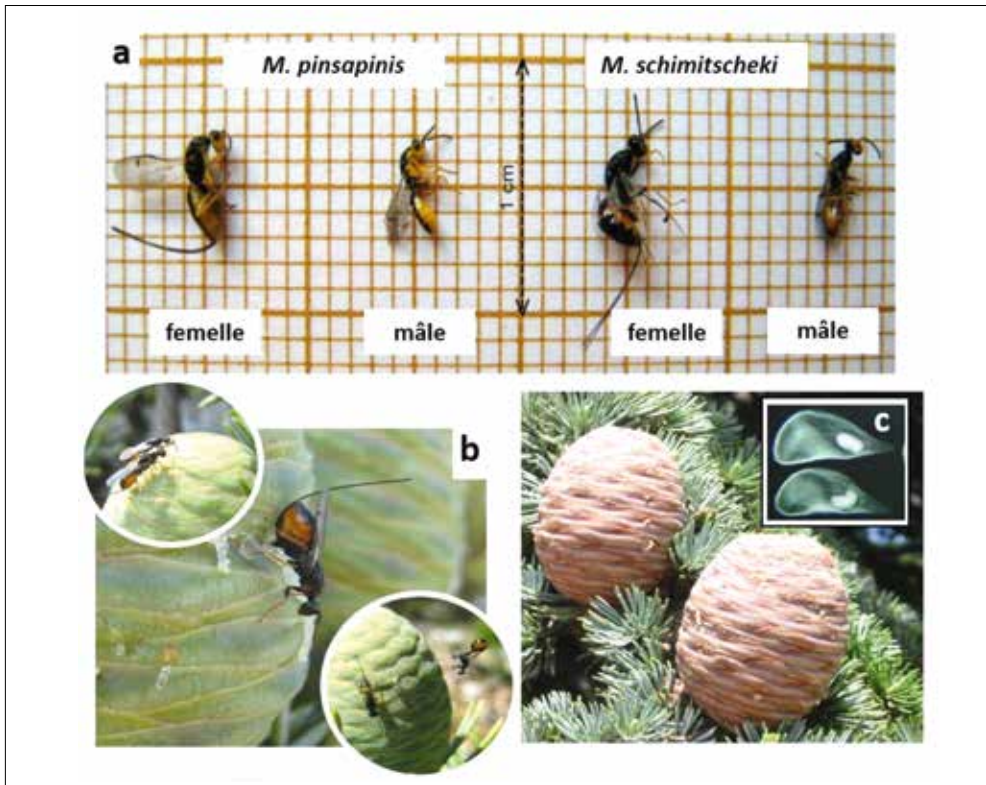 a
M. pinsapinis
M. schimitscheki
1 cm
femelle
mâle
femelle
mâle
b
c